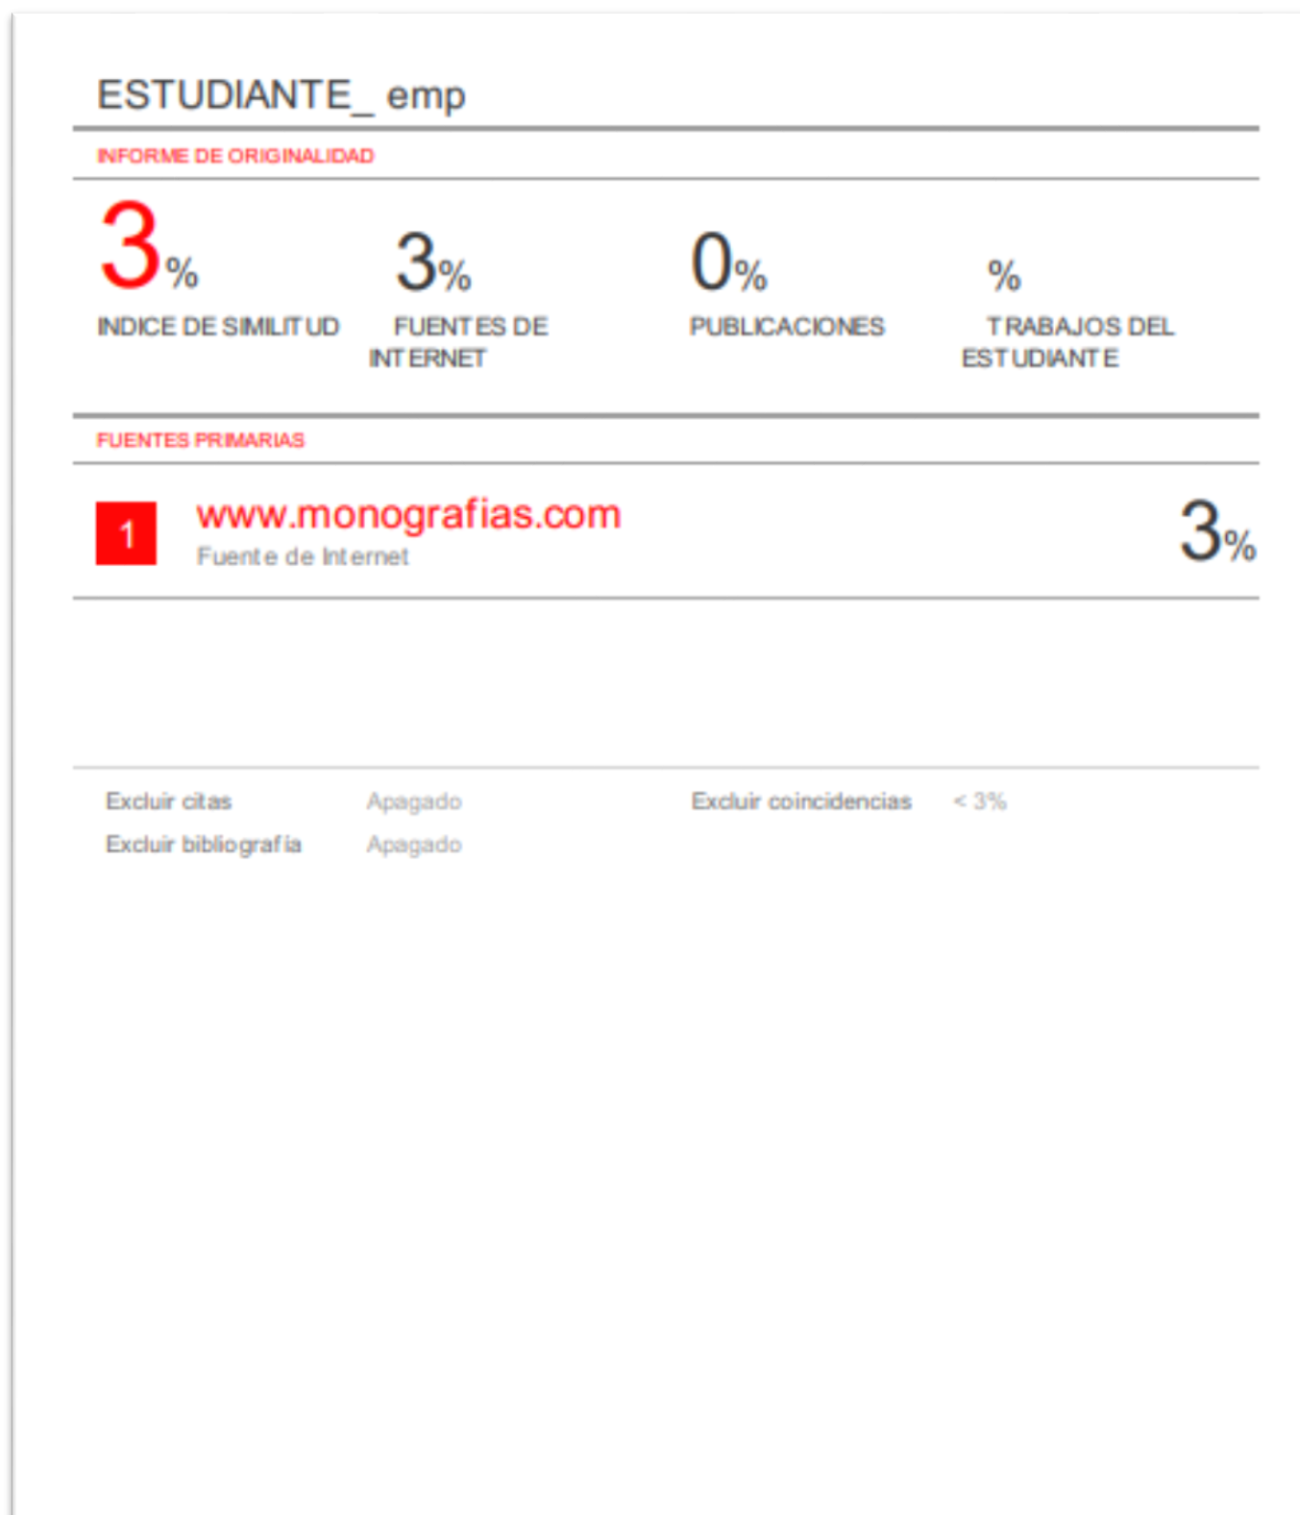 ESTUDIANTE_ emp
INFORME DE ORIGINALIDAD
3% 3% 0% %
INDICE DE SIMILITUD FUENTES DE PUBLICACIONES TRABAJOS DEL
INTERNET ESTUDIANTE
FUENTES PRIMARIAS
1 www.monografias.com 3%
Fuente de Internet
Excluir citas Apagado Excluir coincidencias < 3%
Excluir bibliografía Apagado